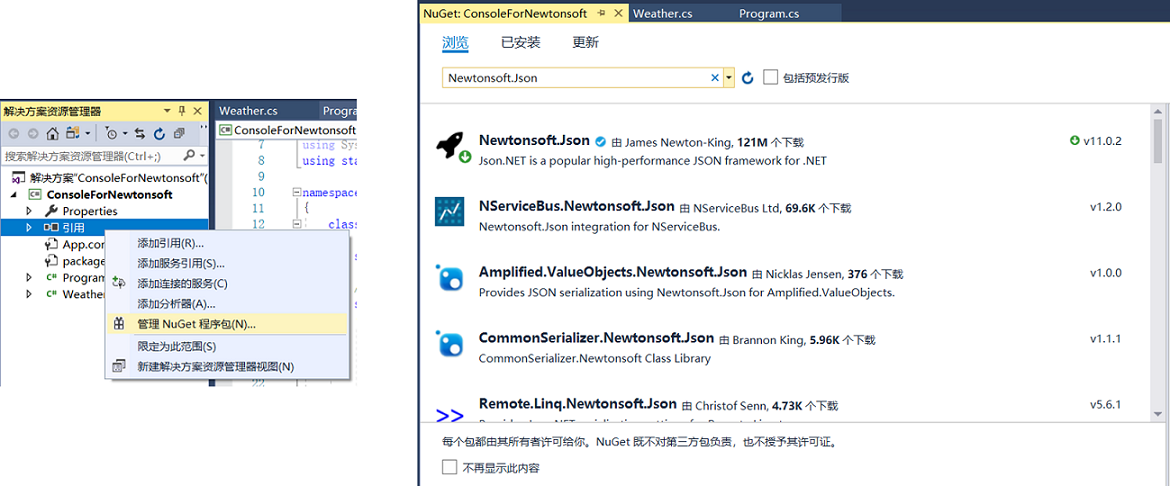 解决方案资源管理器
搜索解决方案资源管理器(Ctrl+;)
解决方案"ConsoleForNewtonsoft"(
ConsoleForNewtonsoft
Properties
引用
App.con
package
Program
Weather
添加引用(R)...
添加服务引用(S)...
添加连接的服务(C)
添加分析器(A)...
管理 NuGet 程序包(N)...
限定为此范围(S)
新建解决方案资源管理器视图(N)
Weather.cs Progra
C# ConsoleForNewtonsoft
7 using Sys
8 using sta
9
10 namespace
11 {
12 clas
NuGet: ConsoleForNewtonsoft Weather.cs Program.cs
浏览 已安装 更新
Newtonsoft.Json 包括预发行版
Newtonsoft.Json 由 James Newton-King, 121M 个下载 v11.0.2
Json.NET is a popular high-performance JSON framework for .NET
NServiceBus.Newtonsoft.Json 由 NServiceBus Ltd, 69.6K 个下载 v1.2.0
Newtonsoft.Json integration for NServiceBus.
Amplified.ValueObjects.Newtonsoft.Json 由 Nicklas Jensen, 376 个下载 v1.0.0
Provides JSON serialization using Newtonsoft.Json for Amplified.ValueObjects.
CommonSerializer.Newtonsoft.Json 由 Brannon King, 5.96K 个下载 v1.1.1
CommonSerializer.Newtonsoft Class Library
Remote.Linq.Newtonsoft.Json 由 Christof Senn, 4.73K 个下载 v5.6.1
每个包都由其所有者许可给你。NuGet 既不对第三方包负责，也不授予其许可证。
不再显示此内容